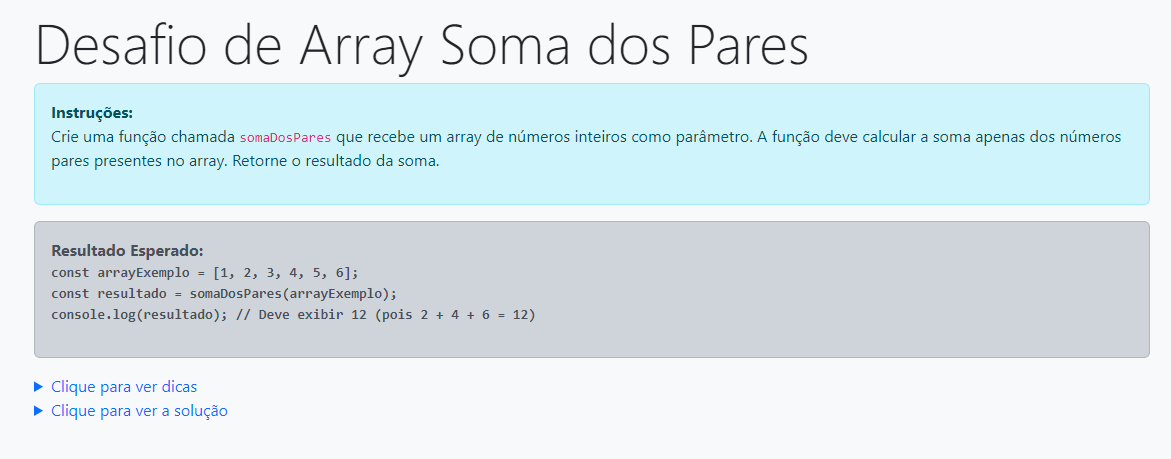 Desafio de Array Soma dos Pares
Instruções:
Crie uma função chamada somaDosPares que recebe um array de números inteiros como parâmetro. A função deve calcular a soma apenas dos números
pares presentes no array. Retorne o resultado da soma.
Resultado Esperado:
const arrayExemplo = [1, 2, 3, 4, 5, 6];
const resultado = somaDosPares(arrayExemplo);
console.log(resultado); // Deve exibir 12 (pois 2 + 4 + 6 = 12)
Clique para ver dicas
Clique para ver a solução